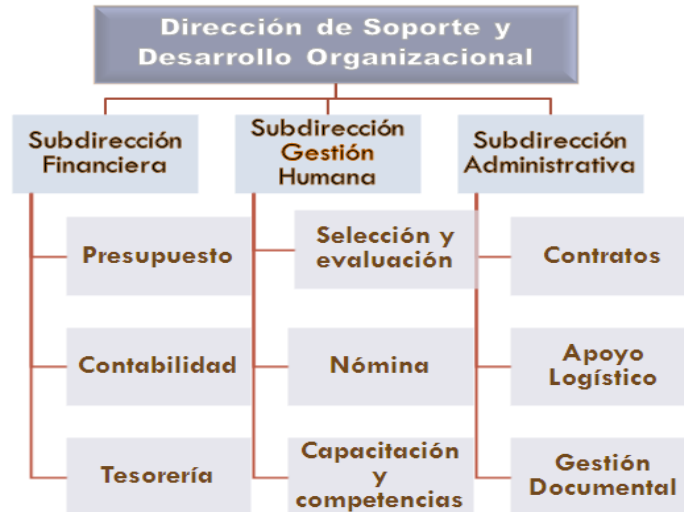 Dirección de Soporte y
Desarrollo Organizacional
Subdirección
Financiera
Subdirección
Gestión
Humana
Subdirección
Administrativa
Presupuesto
Contabilidad
Tesorería
Selección y
evaluación
Nómina
Capacitación
y
competencias
Contratos
Apoyo
Logístico
Gestión
Documental